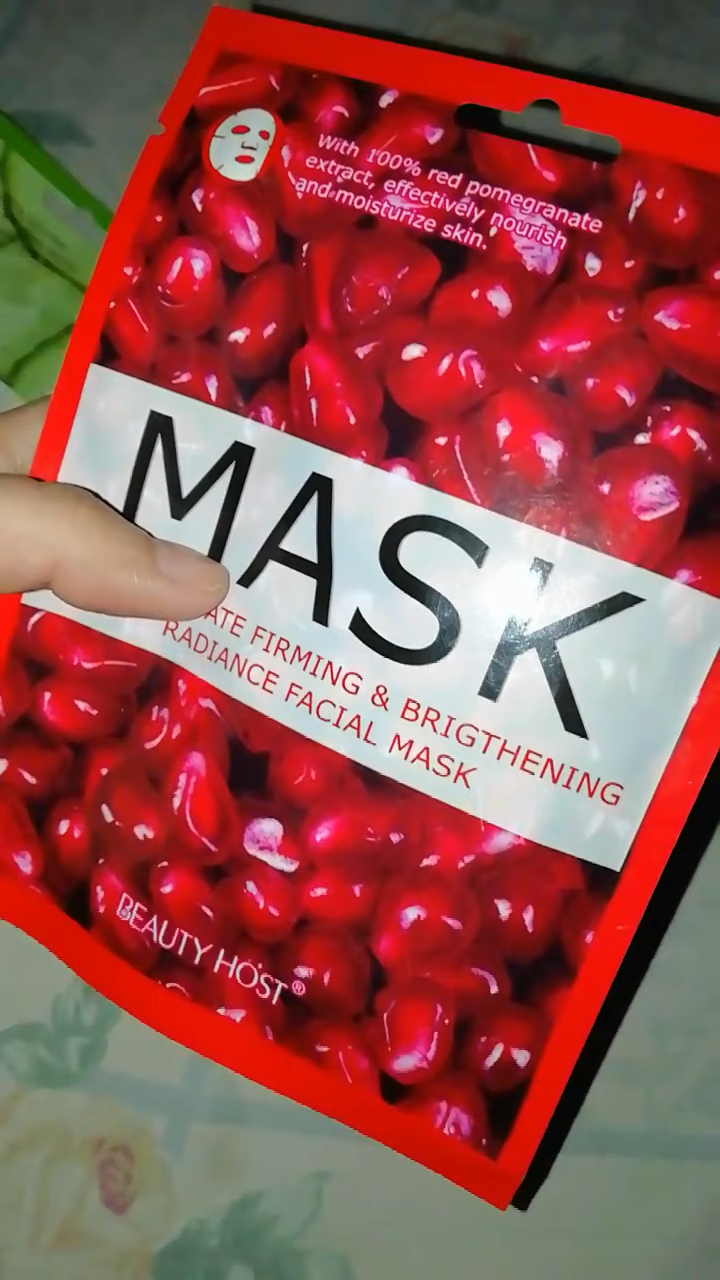 With 100% red pomegranate
extract, effectively nourish
and moisturize skin.
MASK
ATE FIRMING & BRIGTHENING
RADIANCE FACIAL MASK
BEAUTY HOST®